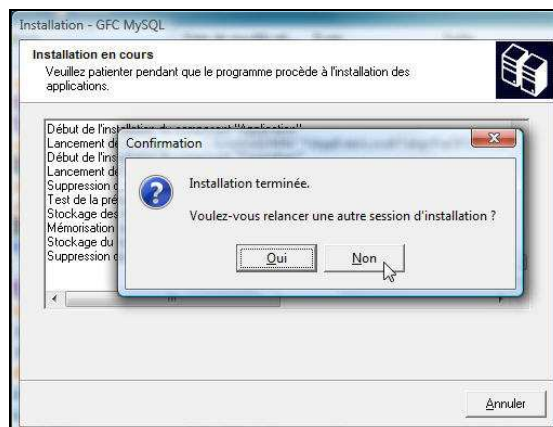 Installation - GFC MySQL
Installation en cours
Veuillez patienter pendant que le programme procède à l'installation des
applications.
Début de l'installation du composant "Application"
Lancement de
Début de l'inst
Lancement de
Suppression d
Test de la pré
Stockage des
Mémorisation
Stockage du
Suppression d
Confirmation
Installation terminée.
Voulez-vous relancer une autre session d'installation ?
Oui
Non
Annuler